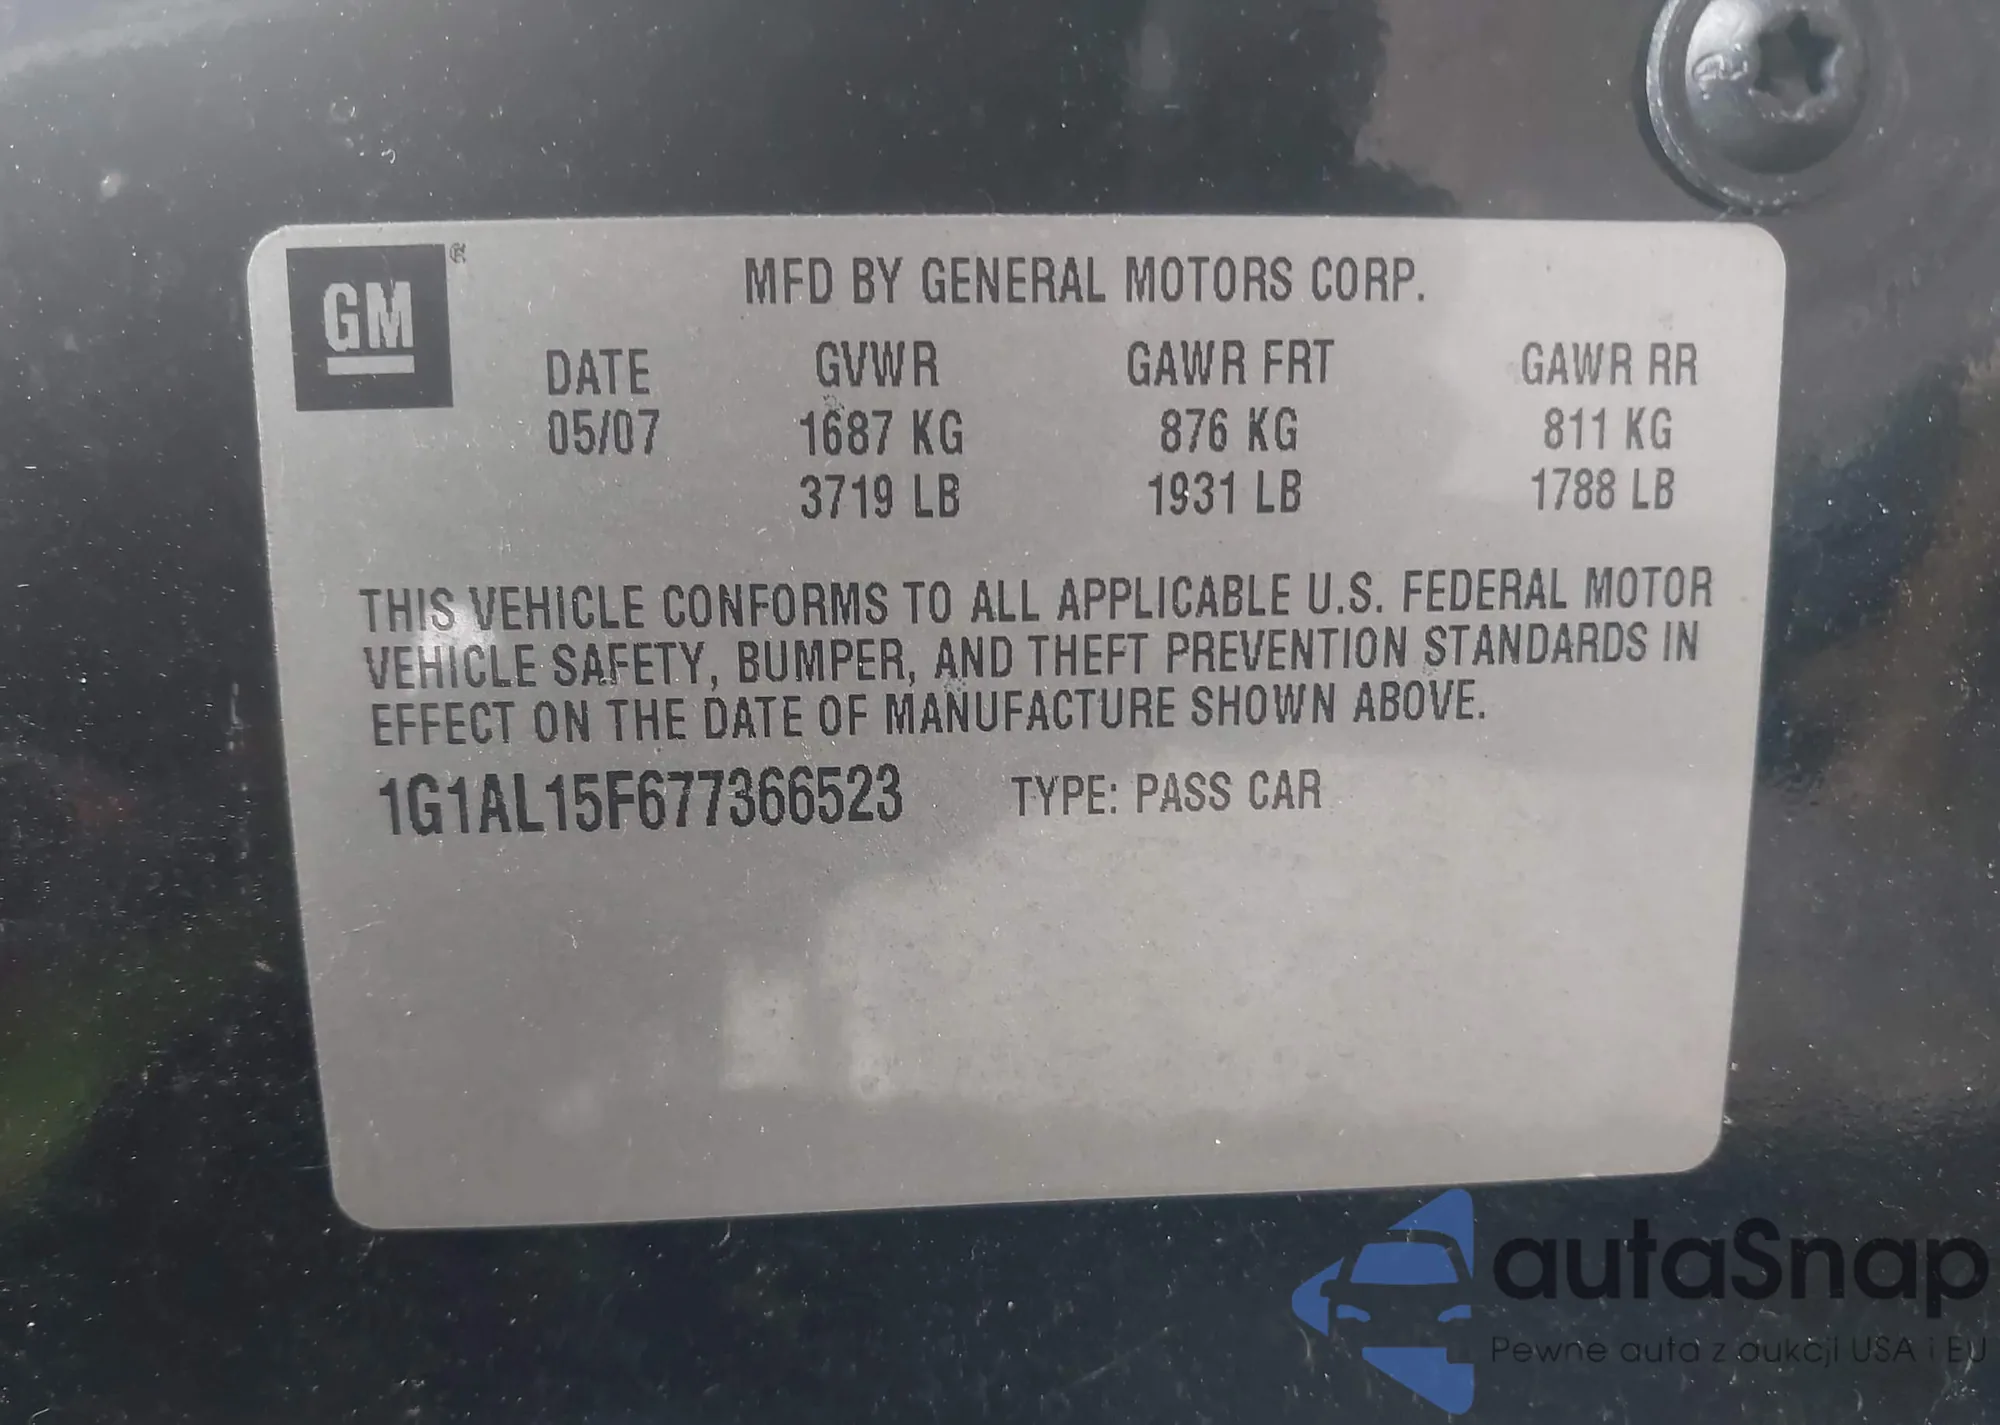 GM ®
MFD BY GENERAL MOTORS CORP.
DATE GVWR GAWR FRT GAWR RR
05/07 1687 KG 876 KG 811 KG
3719 LB 1931 LB 1788 LB
THIS VEHICLE CONFORMS TO ALL APPLICABLE U.S. FEDERAL MOTOR
VEHICLE SAFETY, BUMPER, AND THEFT PREVENTION STANDARDS IN
EFFECT ON THE DATE OF MANUFACTURE SHOWN ABOVE.
1G1AL15F677366523 TYPE: PASS CAR
autaSnap
Pewne auta z aukcji USA i EU